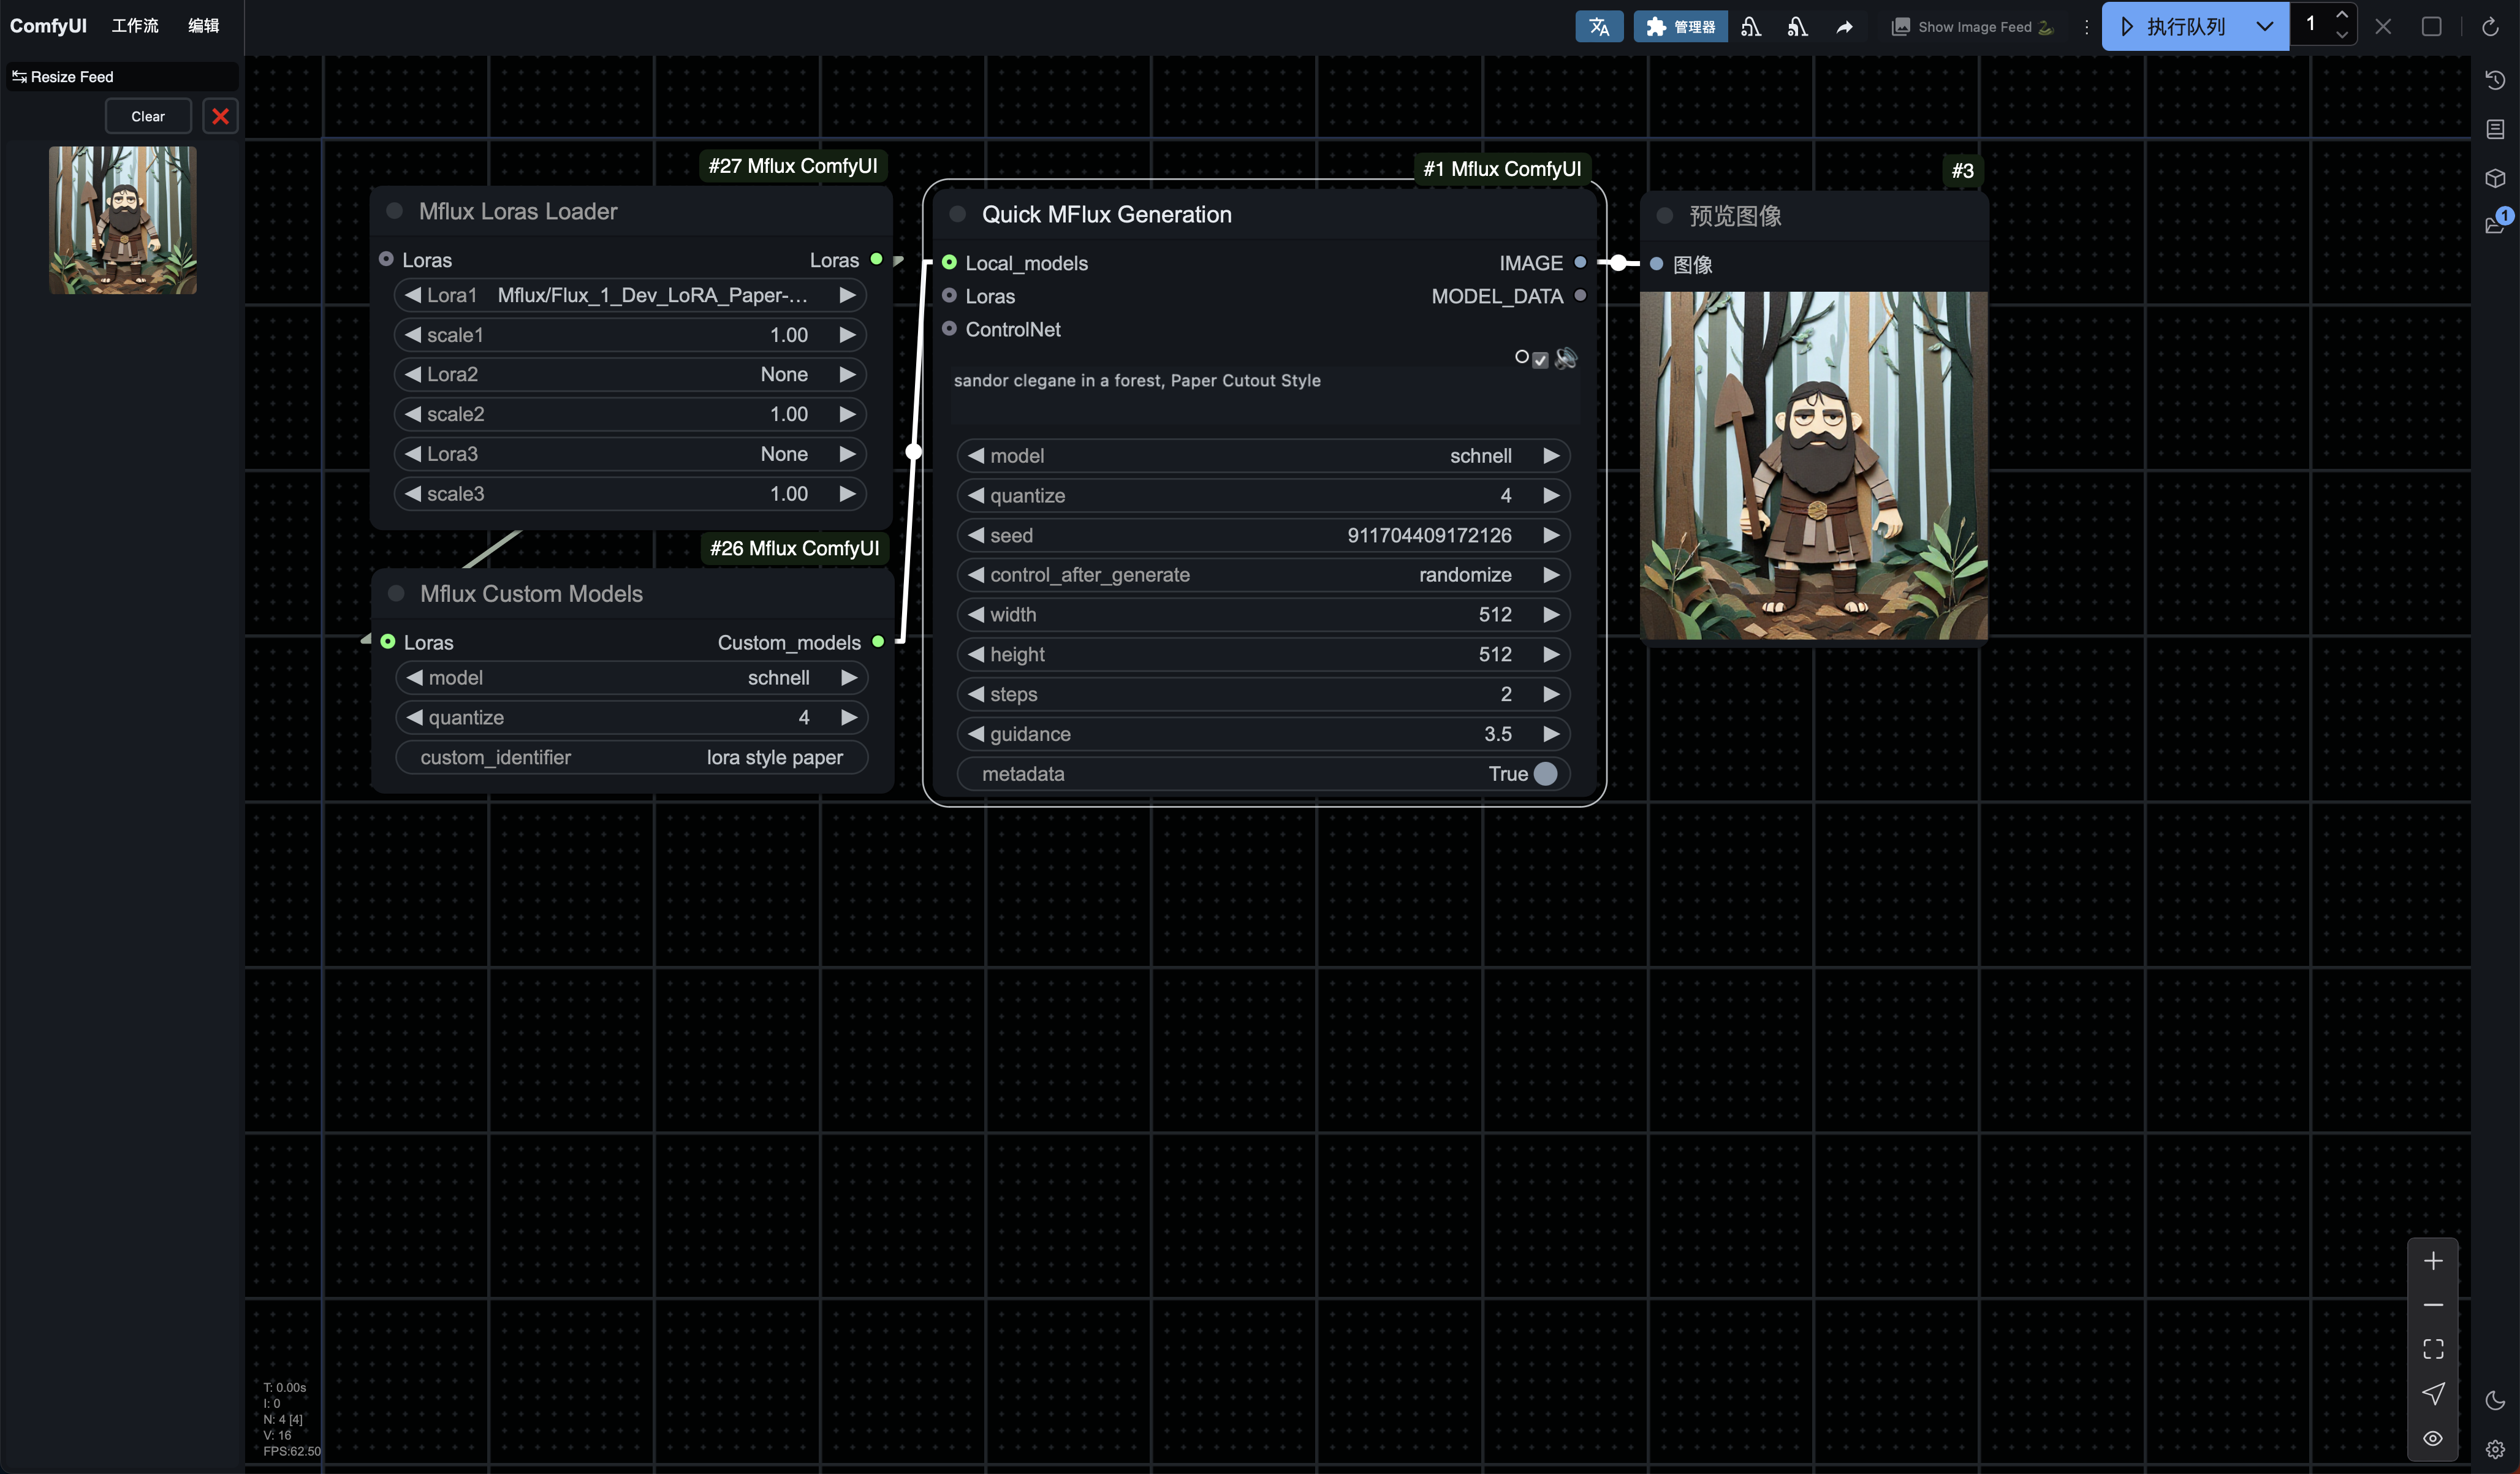 ComfyUI 工作流 编辑
管理器 Show Image Feed 执行队列 1
Resize Feed
Clear
1
#27 Mflux ComfyUI
Mflux Loras Loader
Loras Loras
Lora1 Mflux/Flux_1_Dev_LoRA_Paper-...
scale1 1.00
Lora2 None
scale2 1.00
Lora3 None
scale3 1.00
#26 Mflux ComfyUI
Mflux Custom Models
Loras Custom_models
model schnell
quantize 4
custom_identifier lora style paper
#1 Mflux ComfyUI
Quick MFlux Generation
Local_models IMAGE
Loras MODEL_DATA
ControlNet
sandor clegane in a forest, Paper Cutout Style
model schnell
quantize 4
seed 911704409172126
control_after_generate randomize
width 512
height 512
steps 2
guidance 3.5
metadata True
#3
预览图像
图像
T: 0.00s
I: 0
N: 4 [4]
V: 16
FPS:62.50